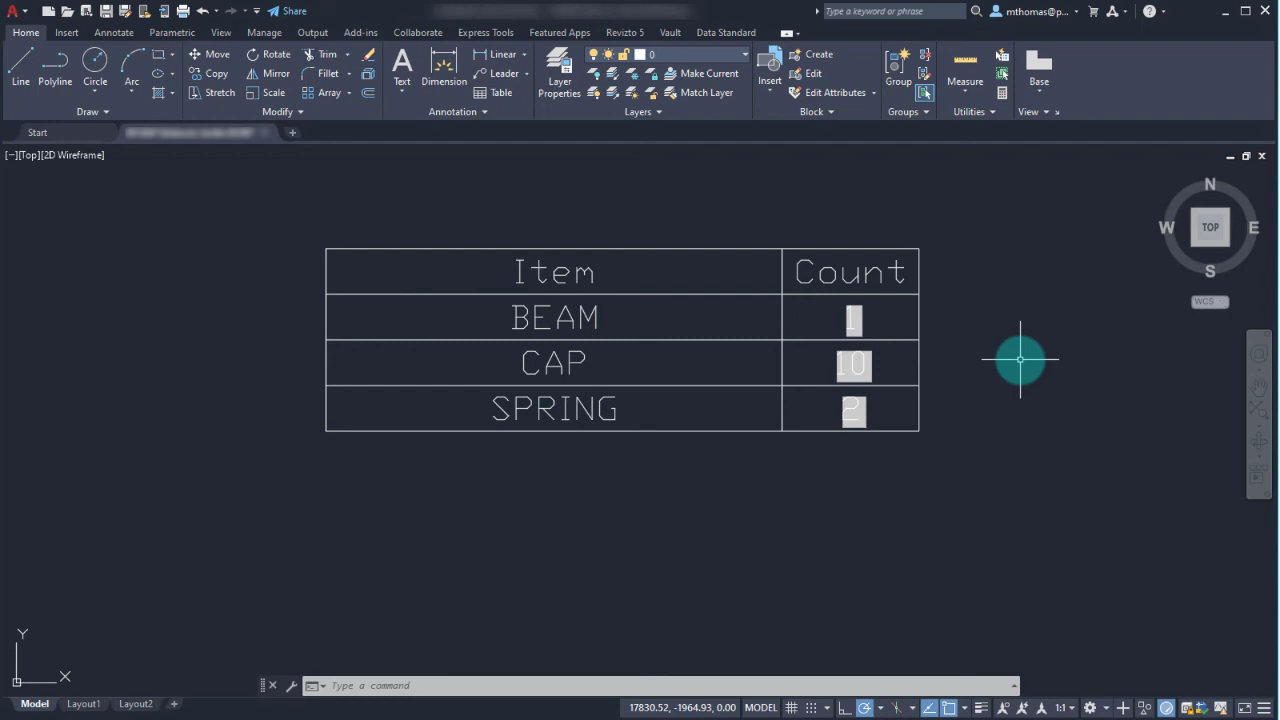 Share
Type a keyword or phrase
mthomas@p...
Home Insert Annotate Parametric View Manage Output Add-ins Collaborate Express Tools Featured Apps Revizto 5 Vault Data Standard
Line Polyline Circle Arc
Move Rotate Trim
Copy Mirror Fillet
Stretch Scale Array
Text Dimension
Linear
Leader
Table
Layer Properties
0
Make Current
Match Layer
Insert
Create
Edit
Edit Attributes
Group
Measure
Base
Draw Modify Annotation Layers Block Groups Utilities View
Start
[−][Top][2D Wireframe]
N
W TOP E
S
WCS
Item Count
BEAM 1
CAP 10
SPRING 2
Y
X
Type a command
Model Layout1 Layout2
17830.52, -1964.93, 0.00 MODEL 1:1